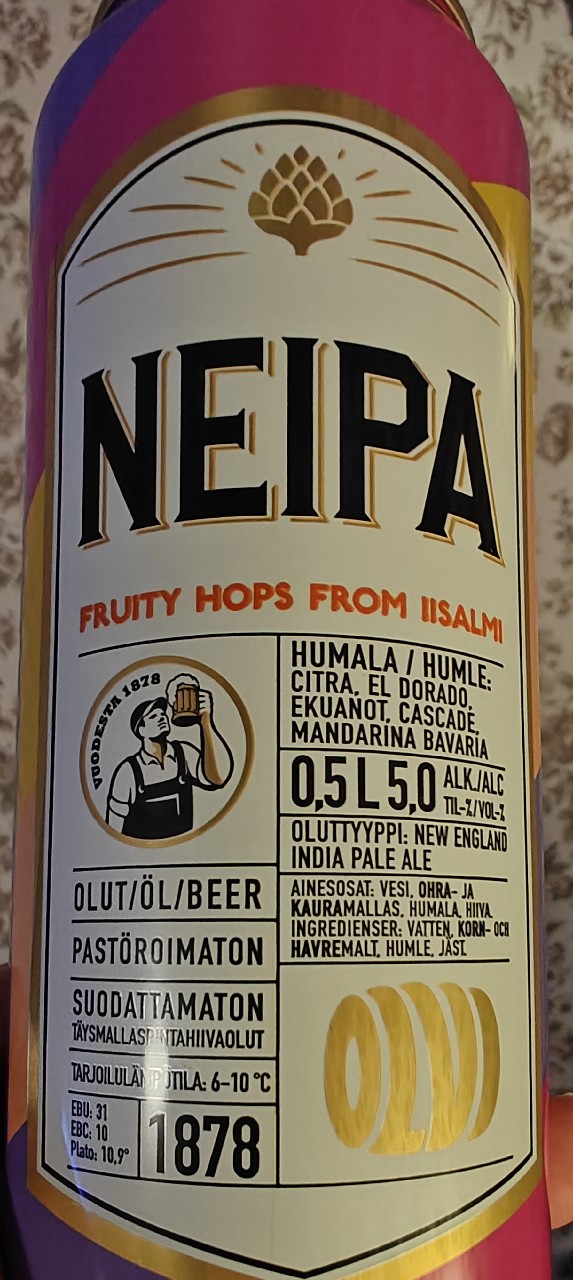 NEIPA
FRUITY HOPS FROM IISALMI
VUODESTA 1878
OLUT/ÖL/BEER
PASTÖROIMATON
SUODATTAMATON
TÄYSMALLASPINTAHIIVAOLUT
TARJOILULÄMPÖTILA: 6-10 °C
EBU: 31
EBC: 10
Plato: 10,9°
1878
HUMALA / HUMLE:
CITRA, EL DORADO,
EKUANOT, CASCADE,
MANDARINA BAVARIA
0,5 L 5,0 ALK./ALC
TIL-%/VOL-%
OLUTTYYPPI: NEW ENGLAND
INDIA PALE ALE
AINESOSAT: VESI, OHRA- JA
KAURAMALLAS, HUMALA, HIIVA.
INGREDIENSER: VATTEN, KORN- OCH
HAVREMALT, HUMLE, JÄST.
OLVI